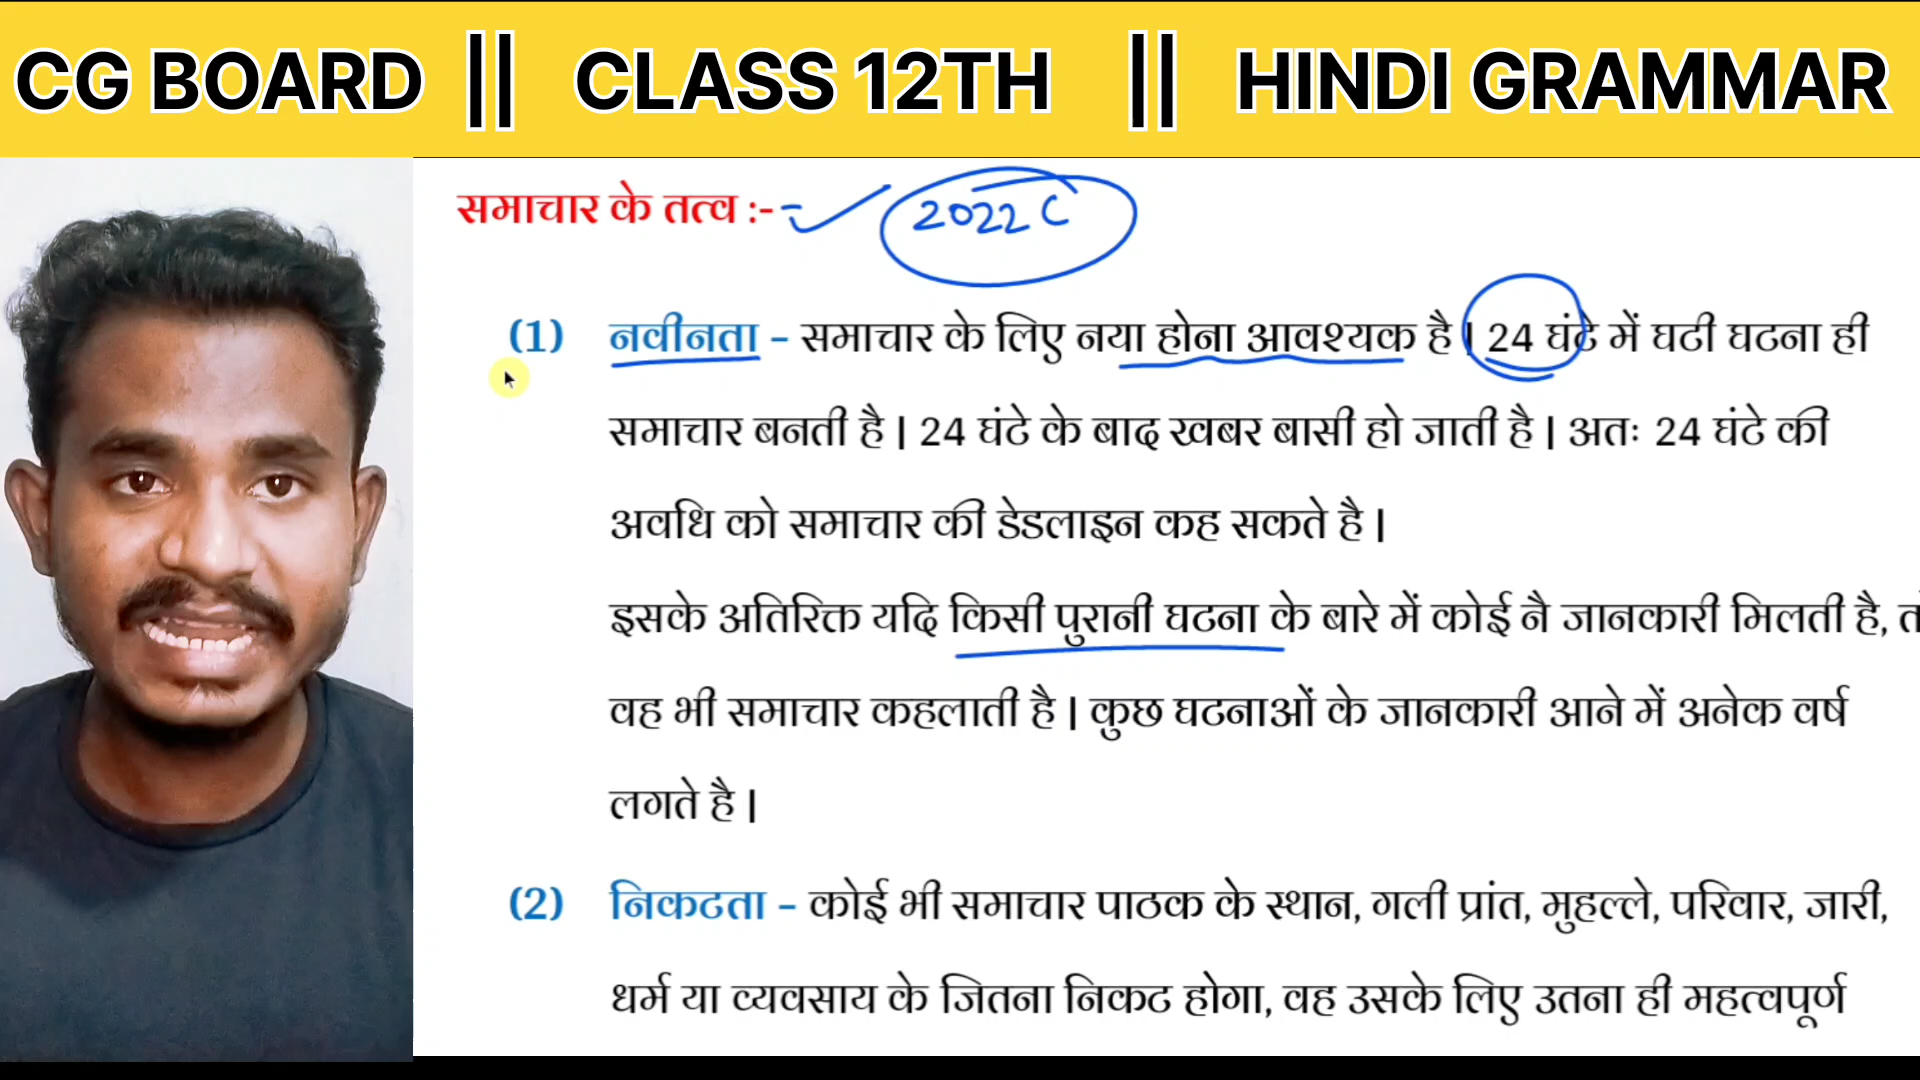 CG BOARD || CLASS 12TH || HINDI GRAMMAR
समाचार के तत्व :- 2022 C
(1) नवीनता - समाचार के लिए नया होना आवश्यक है | 24 घंटे में घटी घटना ही
समाचार बनती है | 24 घंटे के बाद खबर बासी हो जाती है | अतः 24 घंटे की
अवधि को समाचार की डेडलाइन कह सकते है |
इसके अतिरिक्त यदि किसी पुरानी घटना के बारे में कोई नै जानकारी मिलती है,
वह भी समाचार कहलाती है | कुछ घटनाओं के जानकारी आने में अनेक वर्ष
लगते है |
(2) निकटता - कोई भी समाचार पाठक के स्थान, गली प्रांत, मुहल्ले, परिवार, जारी,
धर्म या व्यवसाय के जितना निकट होगा, वह उसके लिए उतना ही महत्वपूर्ण